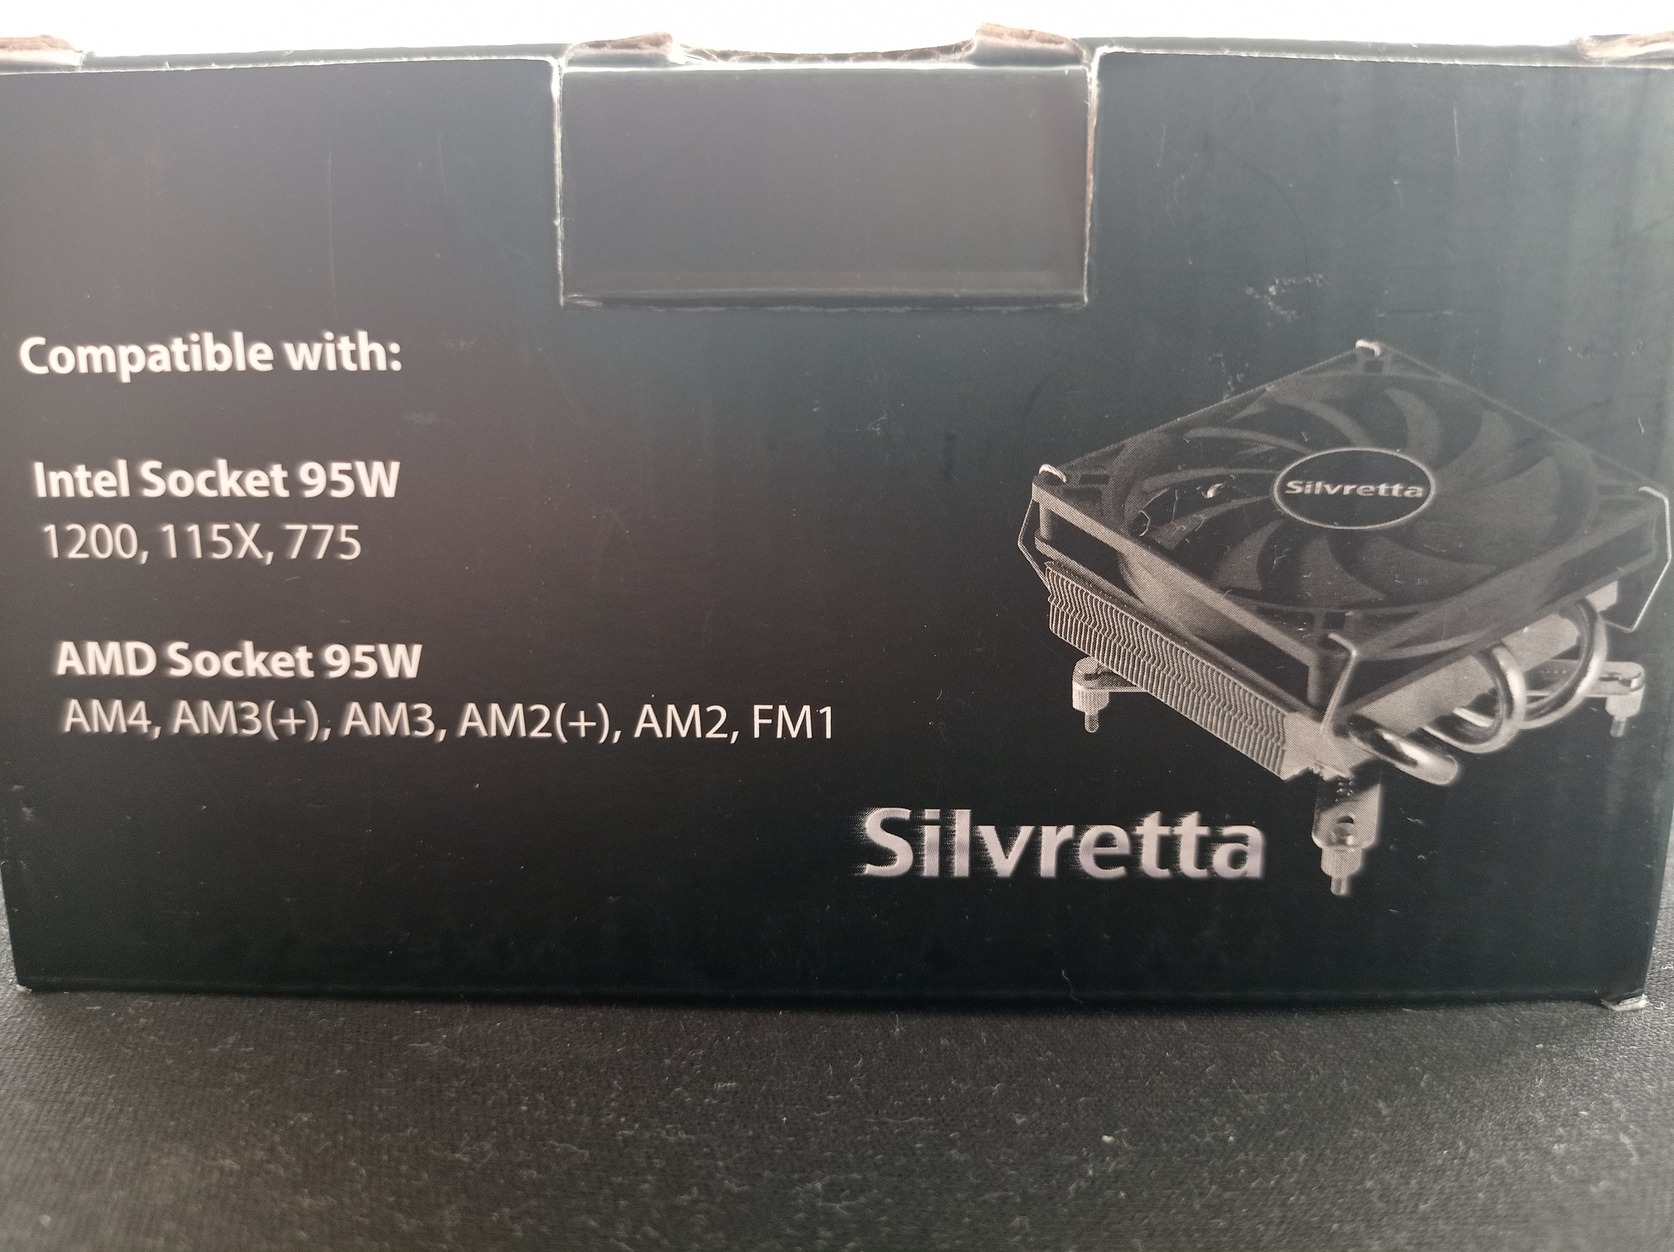 Compatible with:
Intel Socket 95W
1200, 115X, 775
AMD Socket 95W
AM4, AM3(+), AM3, AM2(+), AM2, FM1
Silvretta
Silvretta